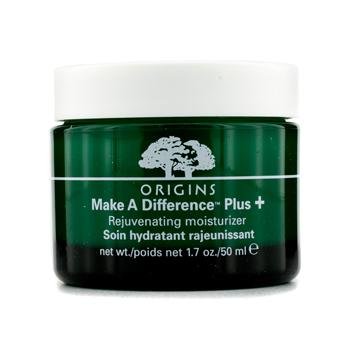 ORIGINS
Make A Difference™ Plus +
Rejuvenating moisturizer
Soin hydratant rajeunissant
net wt./poids net 1.7 oz./50 ml ℮